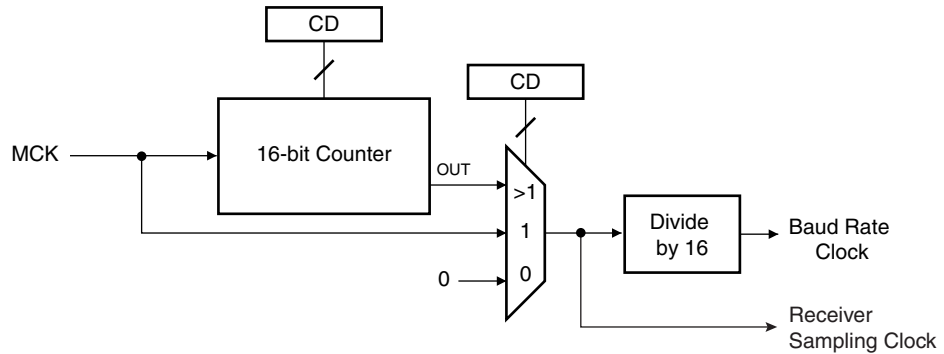 CD
CD
MCK
16-bit Counter
OUT
>1
1
0
0
Divide
by 16
Baud Rate
Clock
Receiver
Sampling Clock